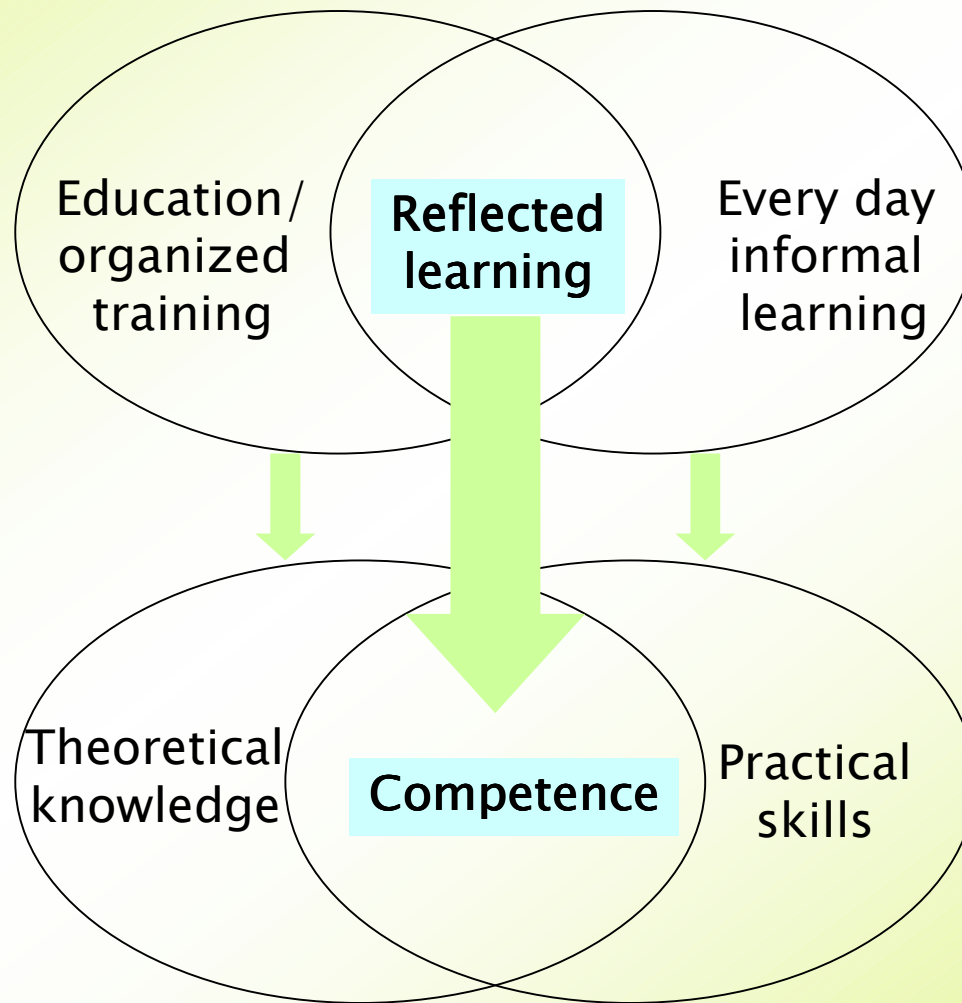 Education/
organized
training
Reflected
learning
Every day
informal
learning
Theoretical
knowledge
Competence
Practical
skills